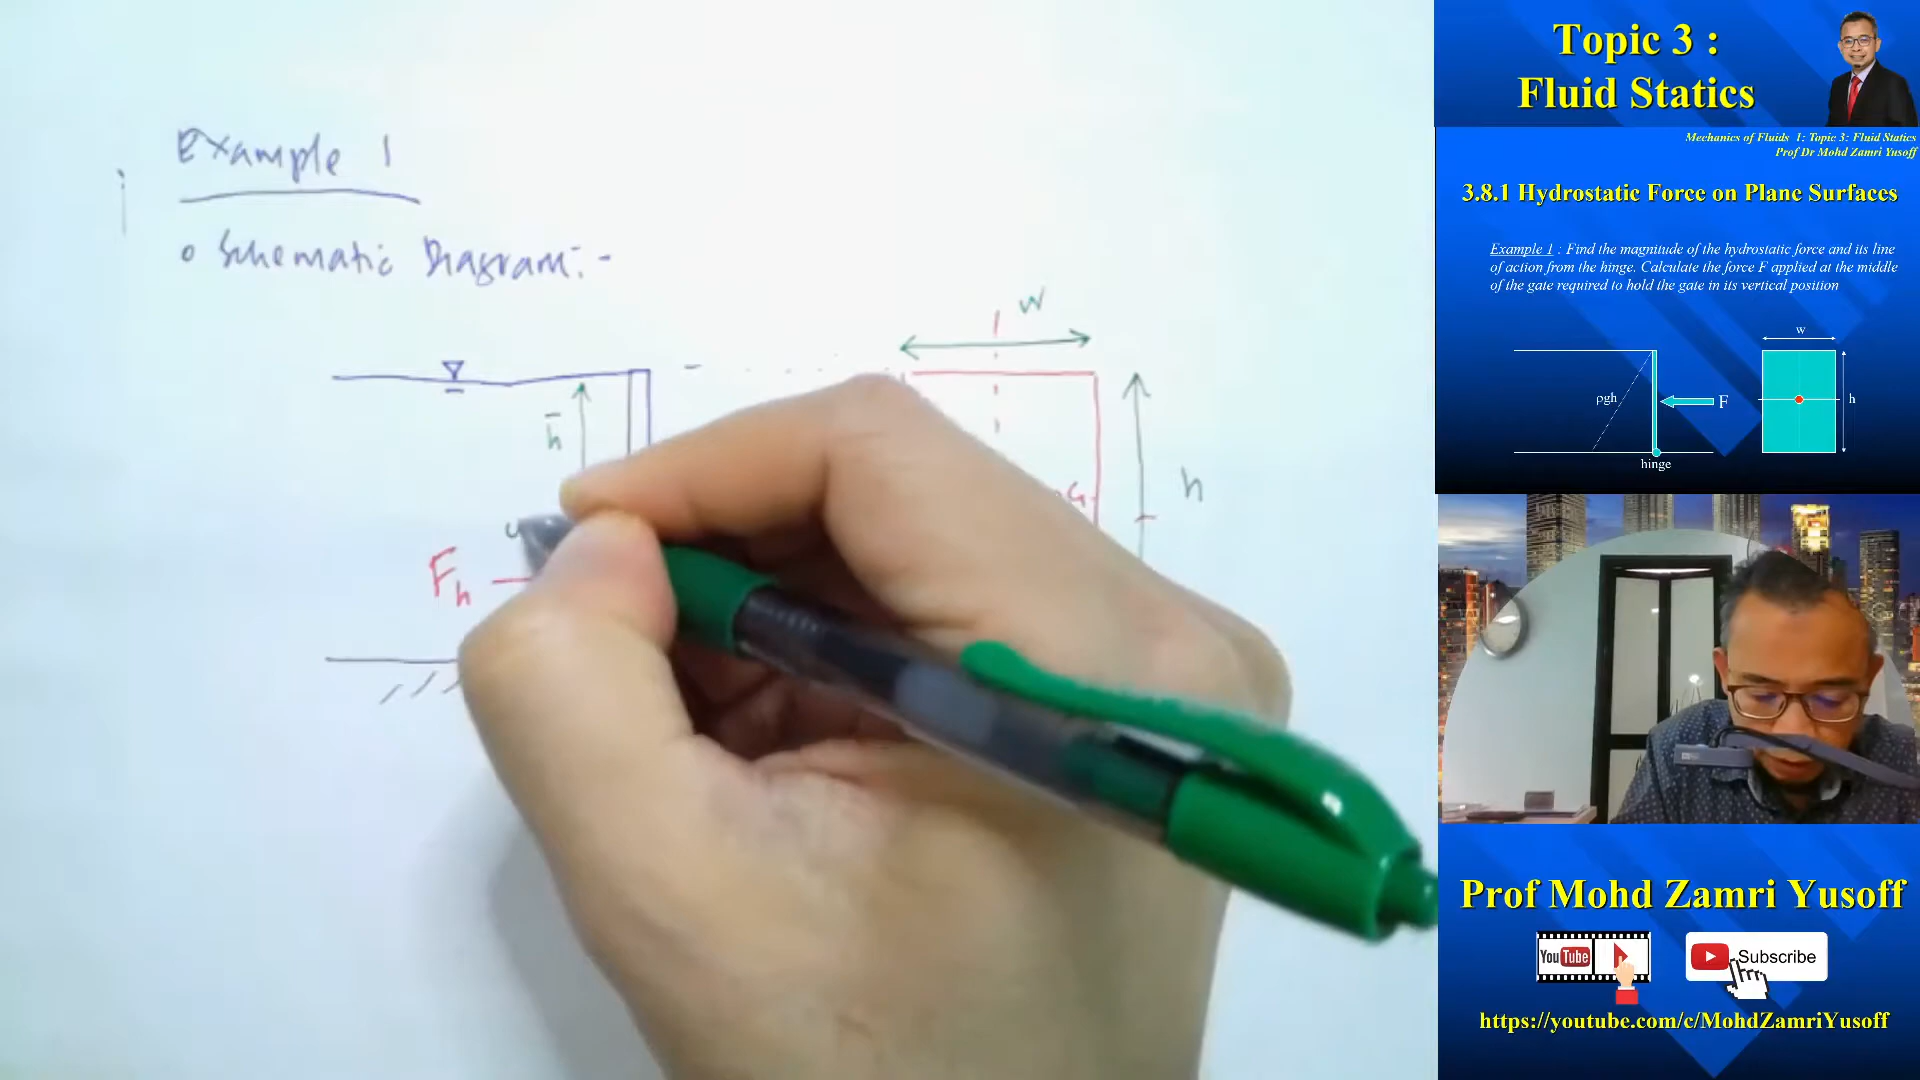 Example 1
o Schematic Diagram:-
W
h̄
G
h
Fh
Topic 3 :
Fluid Statics
Mechanics of Fluids 1: Topic 3: Fluid Statics
Prof Dr Mohd Zamri Yusoff
3.8.1 Hydrostatic Force on Plane Surfaces
Example 1 : Find the magnitude of the hydrostatic force and its line
of action from the hinge. Calculate the force F applied at the middle
of the gate required to hold the gate in its vertical position
w
ρgh
F
h
hinge
Prof Mohd Zamri Yusoff
YouTube
Subscribe
https://youtube.com/c/MohdZamriYusoff